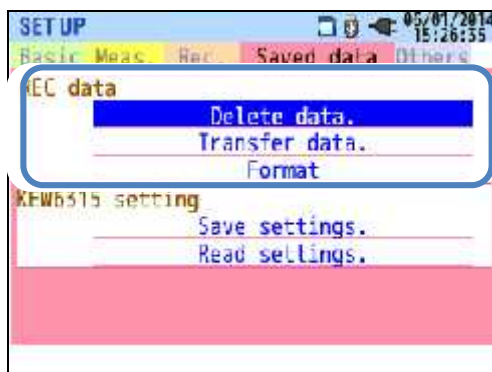 SET UP 05/01/2014
15:26:35
Basic Meas. Rec. Saved data Others
REC data
Delete data.
Transfer data.
Format
KEW6315 setting
Save settings.
Read settings.